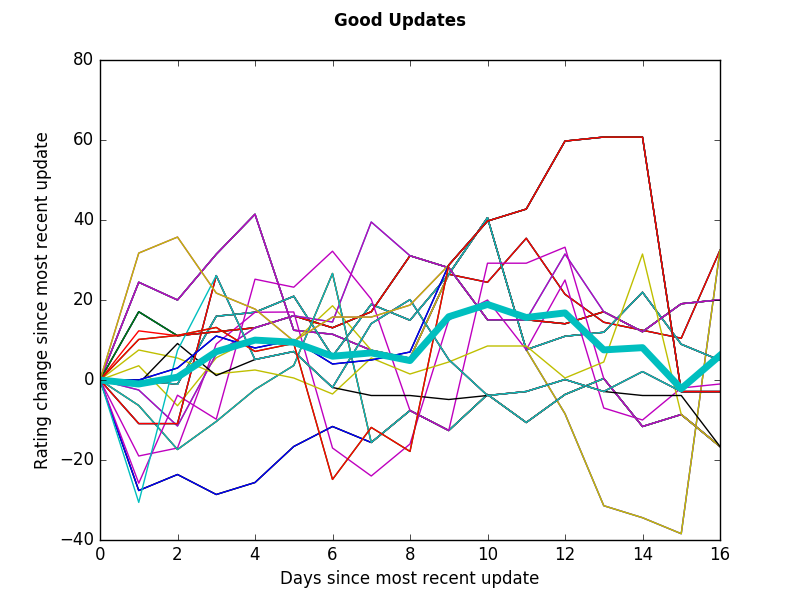 Good Updates
80
60
40
20
0
−20
−40
0 2 4 6 8 10 12 14 16
Rating change since most recent update
Days since most recent update